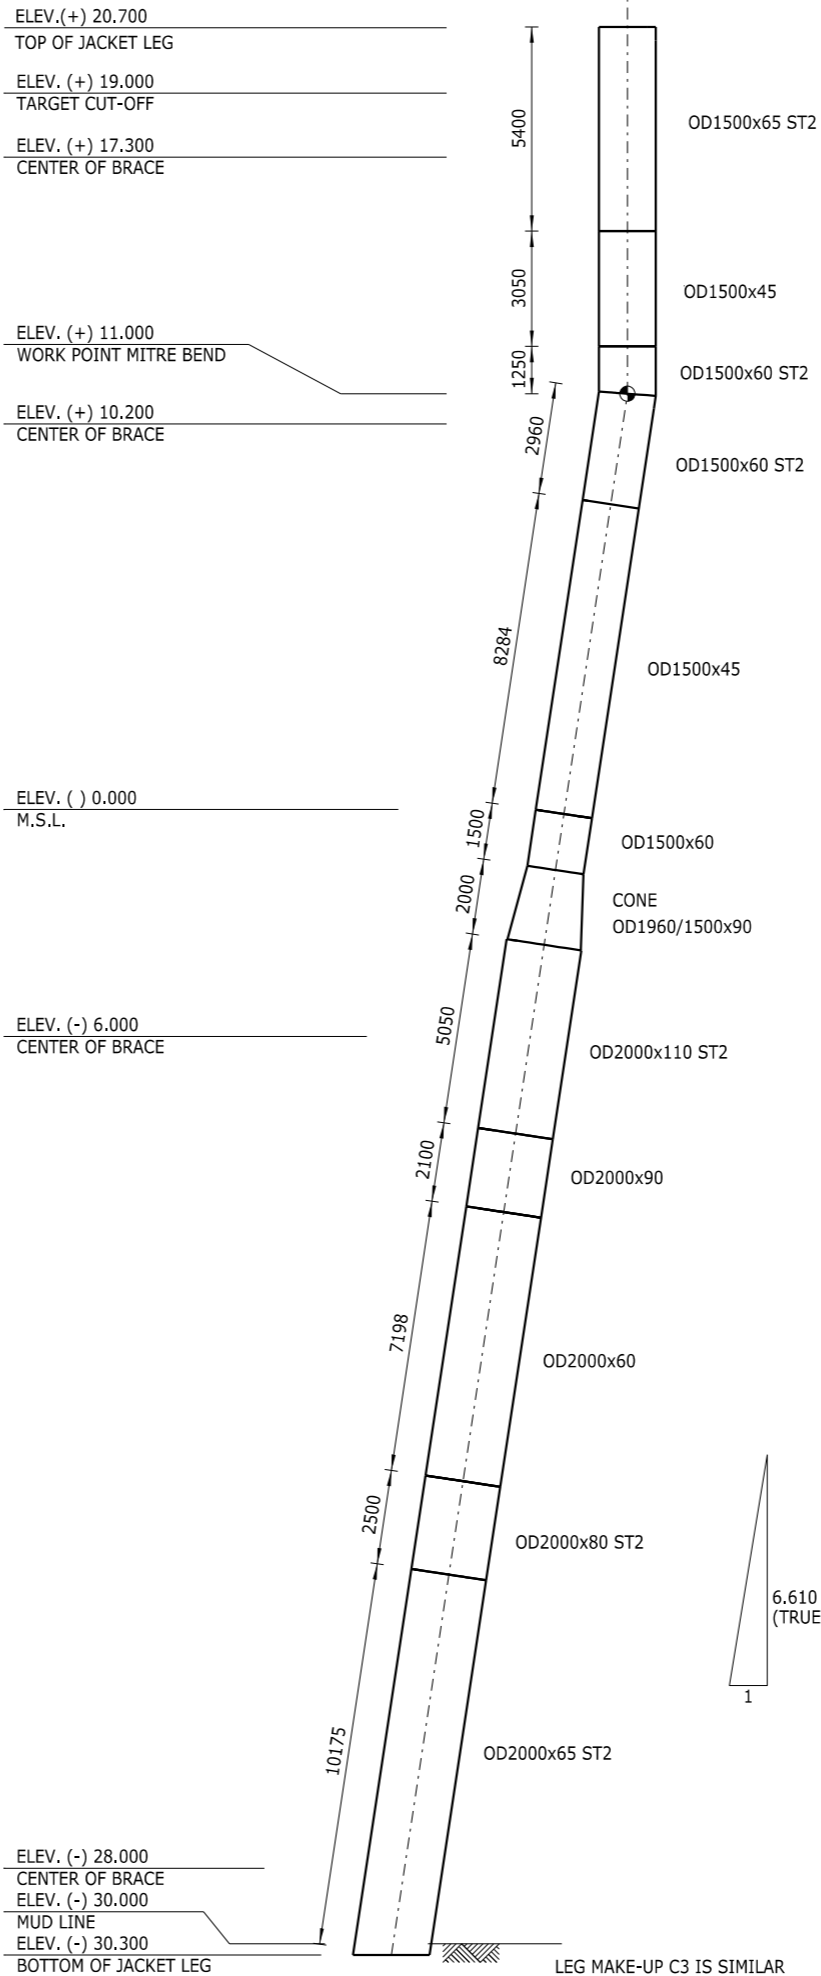 ELEV.(+) 20.700
TOP OF JACKET LEG
ELEV. (+) 19.000
TARGET CUT-OFF
ELEV. (+) 17.300
CENTER OF BRACE
5400
OD1500x65 ST2
3050
OD1500x45
ELEV. (+) 11.000
WORK POINT MITRE BEND
1250
OD1500x60 ST2
ELEV. (+) 10.200
CENTER OF BRACE
2960
OD1500x60 ST2
8284
OD1500x45
ELEV. ( ) 0.000
M.S.L.
1500
OD1500x60
2000
CONE
OD1960/1500x90
ELEV. (-) 6.000
CENTER OF BRACE
5050
OD2000x110 ST2
2100
OD2000x90
7198
OD2000x60
2500
OD2000x80 ST2
6.610
(TRUE
1
10175
OD2000x65 ST2
ELEV. (-) 28.000
CENTER OF BRACE
ELEV. (-) 30.000
MUD LINE
ELEV. (-) 30.300
BOTTOM OF JACKET LEG
LEG MAKE-UP C3 IS SIMILAR